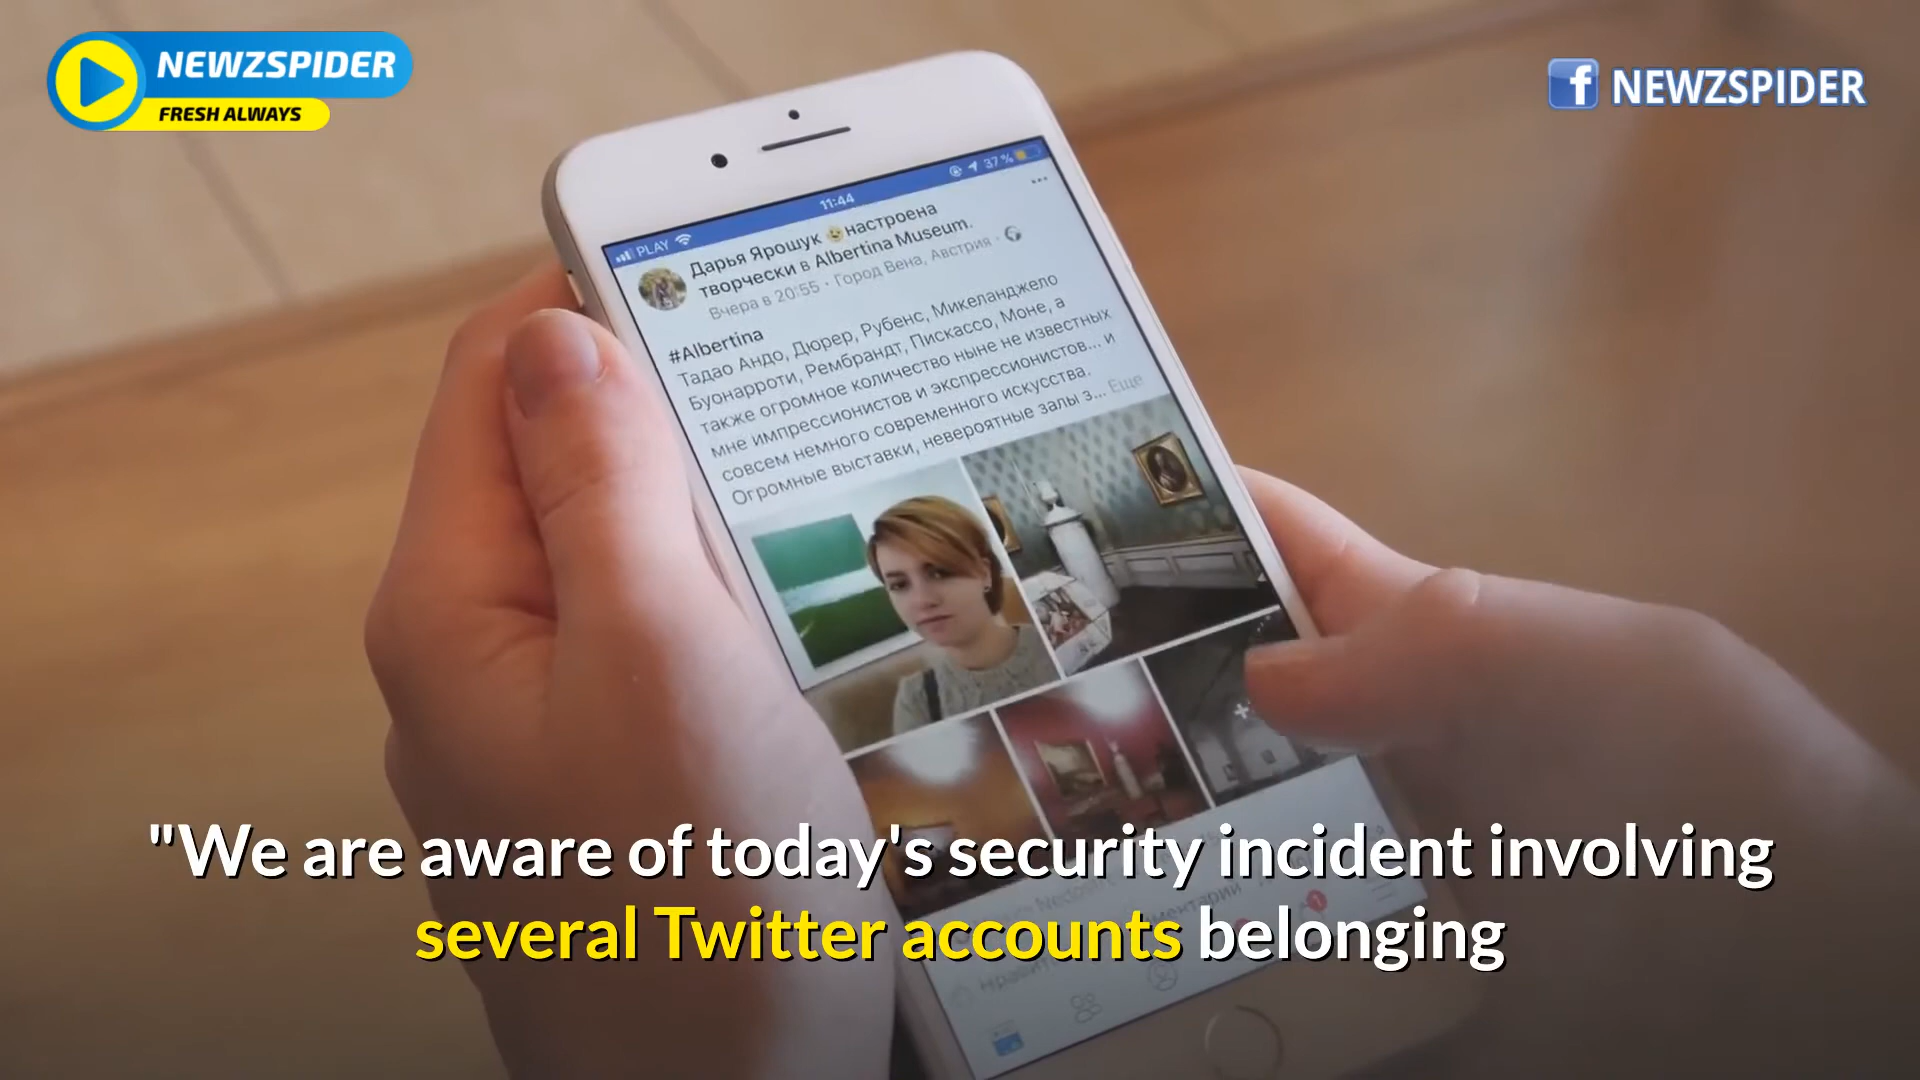 NEWZSPIDER
FRESH ALWAYS
NEWZSPIDER
PLAY
11:44
37 %
Дарья Ярошук 😜 настроена
творчески в Albertina Museum.
Вчера в 20:55 · Город Вена, Австрия ·
#Albertina
Тадао Андо, Дюрер, Рубенс, Микеланджело
Буонарроти, Рембрандт, Пискассо, Моне, а
также огромное количество ныне не известных
мне импрессионистов и экспрессионистов... и
совсем немного современного искусства.
Огромные выставки, невероятные залы з... Еще
"We are aware of today's security incident involving
several Twitter accounts belonging